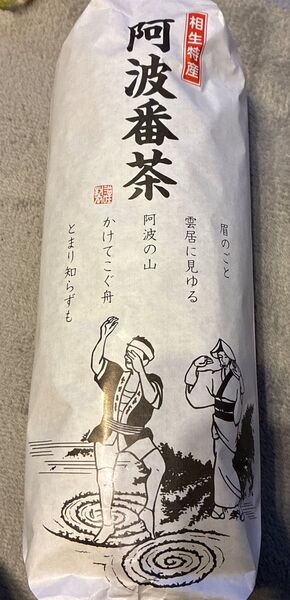 相生特産
阿波番茶
眉のごと
雲居に見ゆる
阿波の山
かけてこぐ舟
とまり知らずも